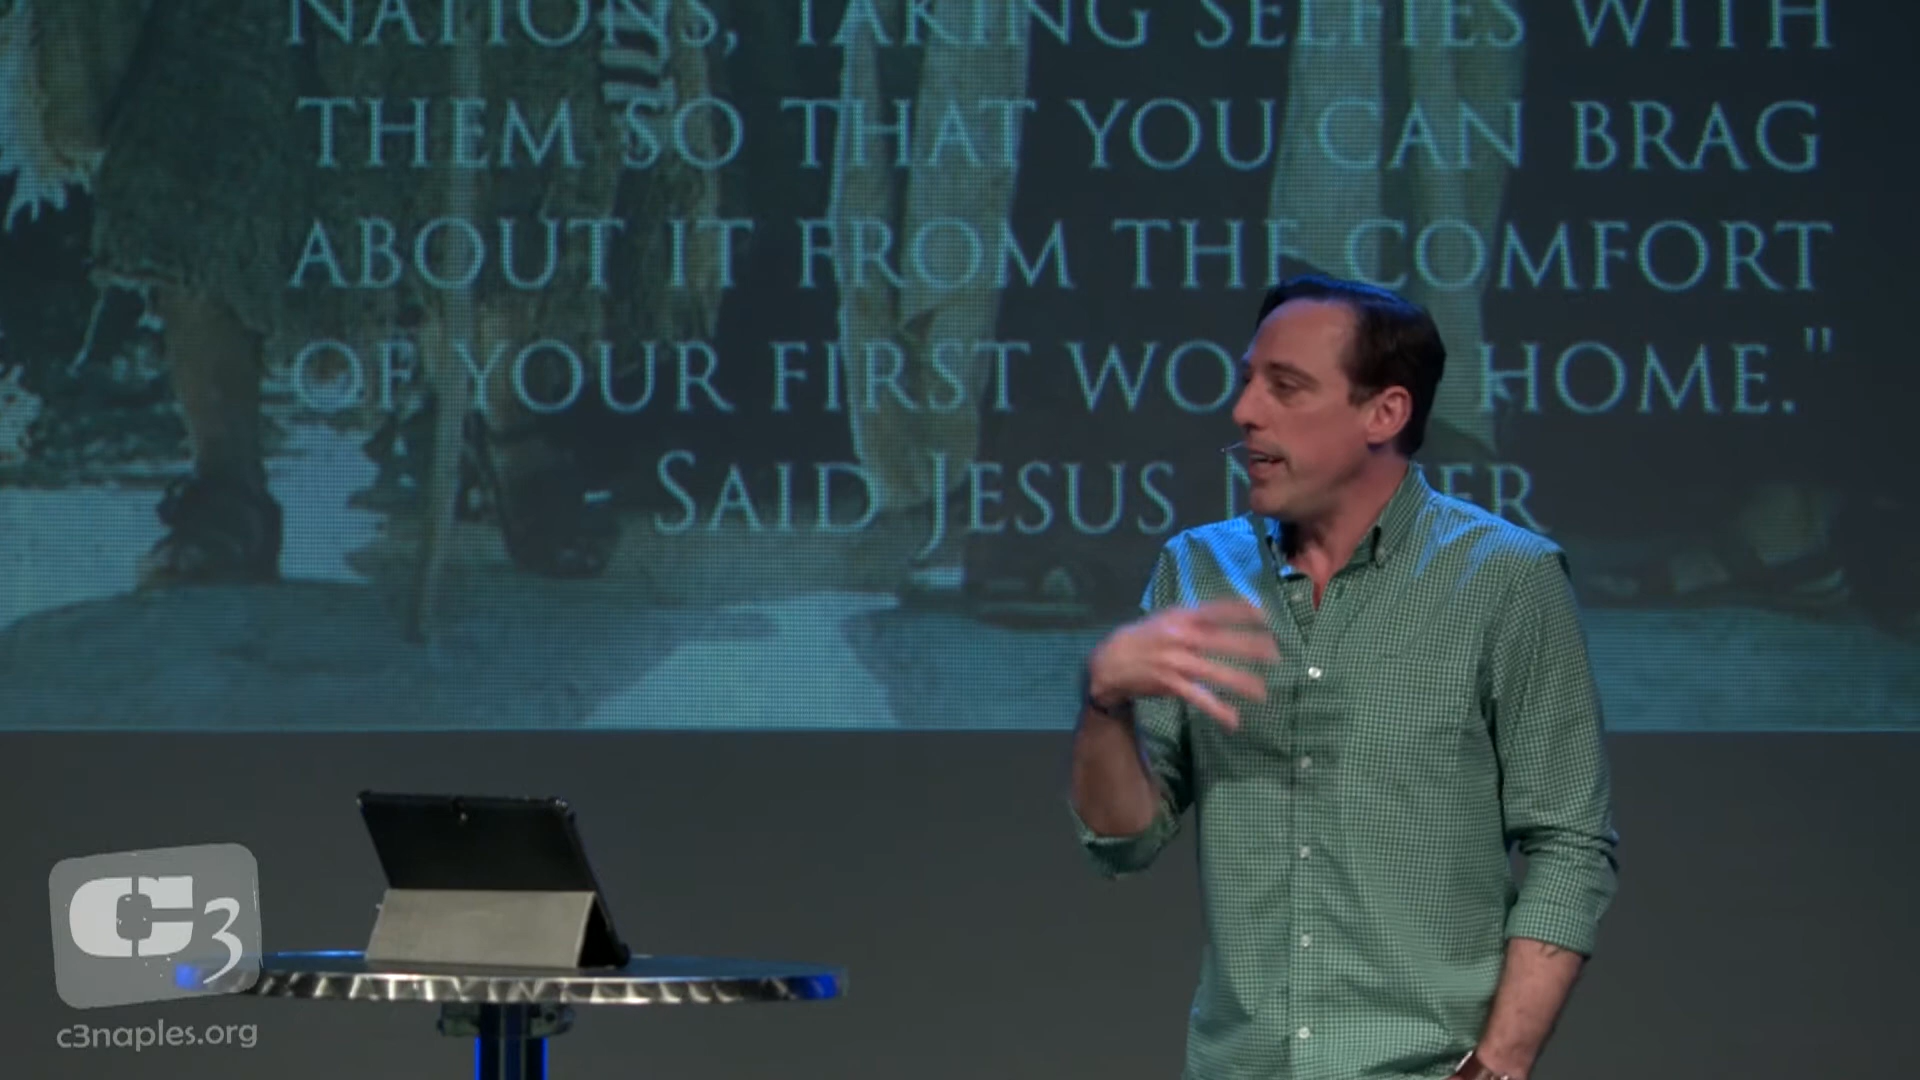 NATIONS, TAKING SELFIES WITH
THEM SO THAT YOU CAN BRAG
ABOUT IT FROM THE COMFORT
OF YOUR FIRST HOME."
- SAID JESUS
C3
c3naples.org